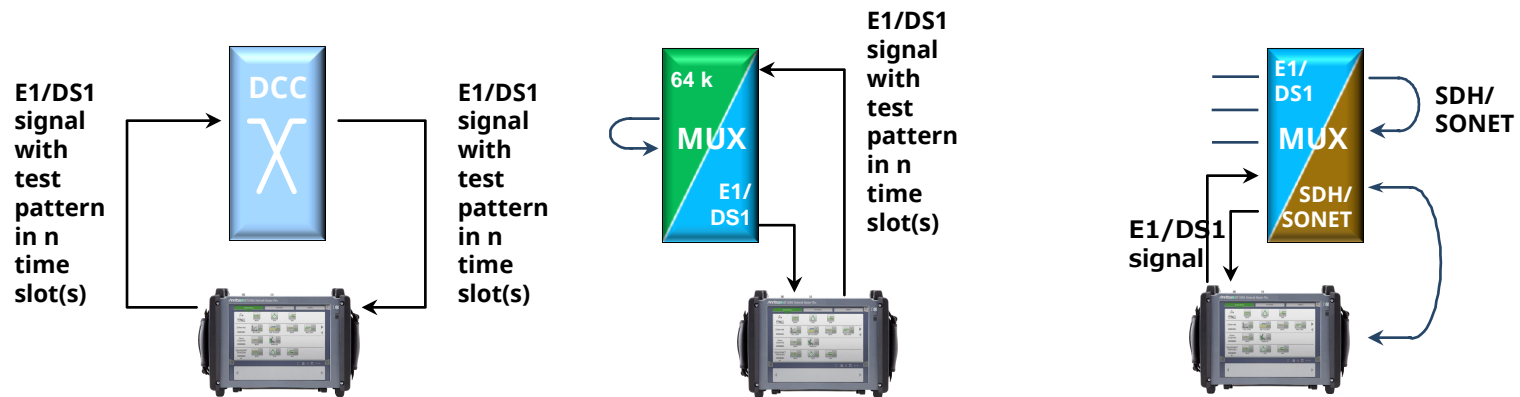 E1/DS1
signal
with
test
pattern
in n
time
slot(s)
DCC
E1/DS1
signal
with
test
pattern
in n
time
slot(s)
64 k
MUX
E1/
DS1
E1/DS1
signal
with
test
pattern
in n
time
slot(s)
E1/
DS1
MUX
SDH/
SONET
SDH/
SONET
E1/DS1
signal